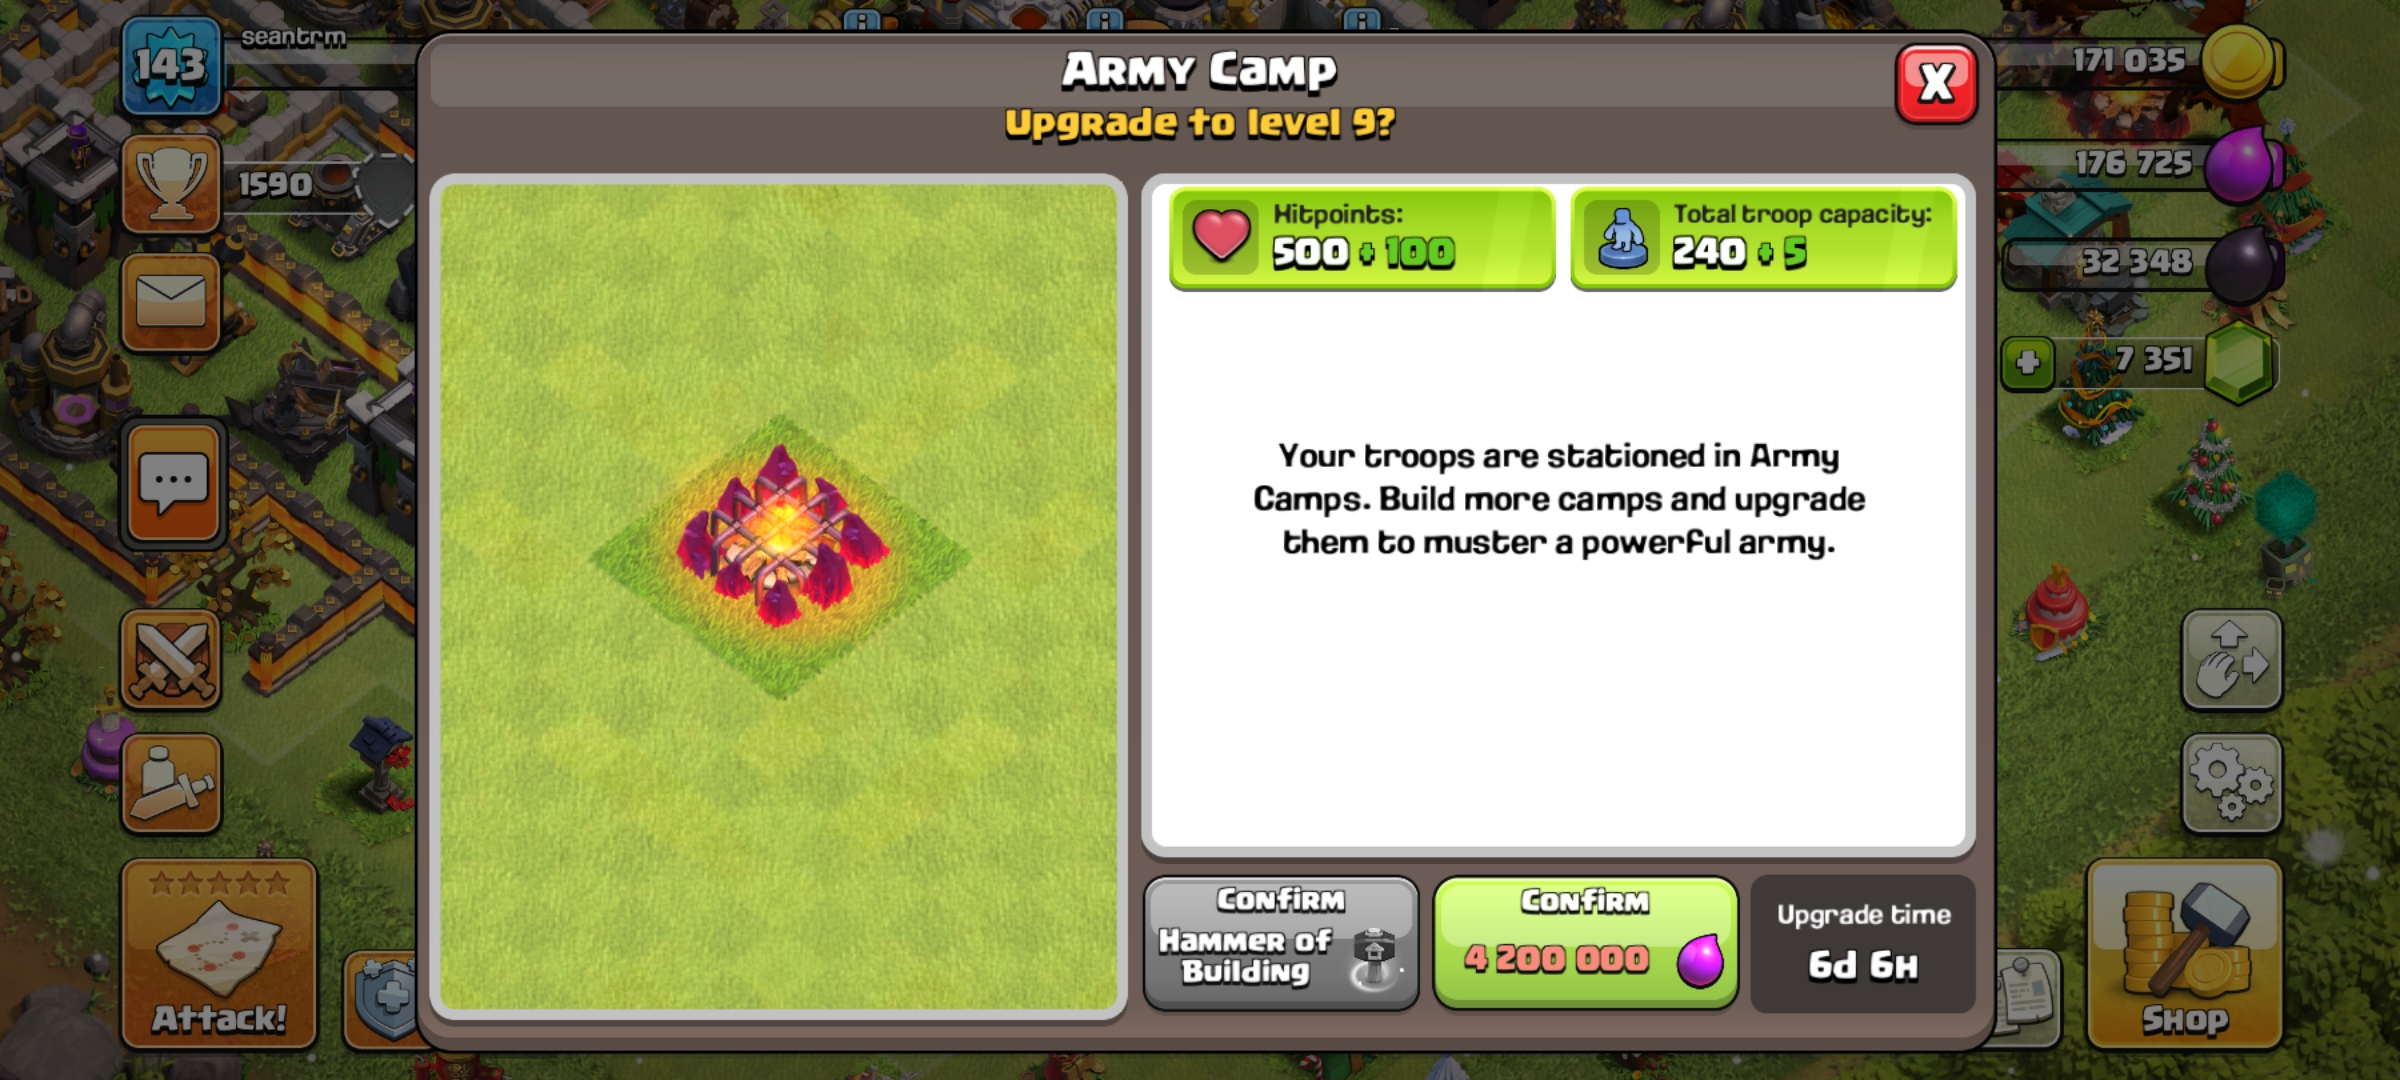 143
seantrm
Army Camp
Upgrade to level 9?
X
171 035
176 725
32 348
7 351
1590
Hitpoints:
500 + 100
Total troop capacity:
240 + 5
Your troops are stationed in Army
Camps. Build more camps and upgrade
them to muster a powerful army.
Confirm
Hammer of
Building
Confirm
4 200 000
Upgrade time
6d 6H
Attack!
Shop